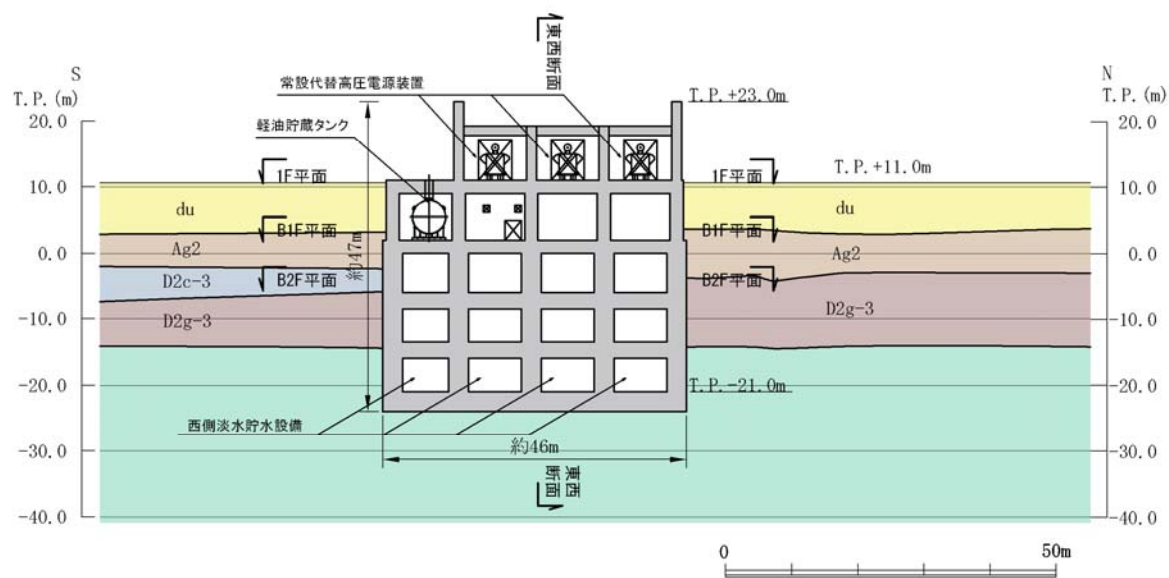 東西断面
S
T.P.(m)
N
T.P.(m)
常設代替高圧電源装置
T.P.+23.0m
20.0
20.0
軽油貯蔵タンク
1F平面
1F平面
T.P.+11.0m
10.0
10.0
du
du
B1F平面
B1F平面
Ag2
Ag2
約47m
0.0
0.0
D2c-3
B2F平面
B2F平面
D2g-3
D2g-3
-10.0
-10.0
T.P.-21.0m
-20.0
-20.0
西側淡水貯水設備
約46m
-30.0
-30.0
東西断面
-40.0
-40.0
0
50m